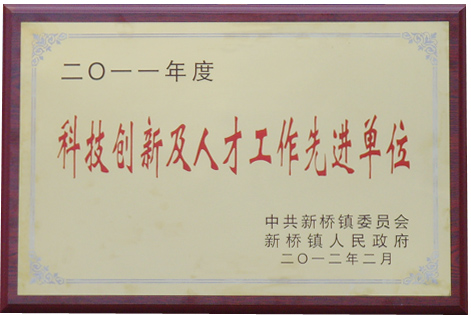 二〇一一年度
科技创新及人才工作先进单位
中共新桥镇委员会
新桥镇人民政府
二〇一二年二月